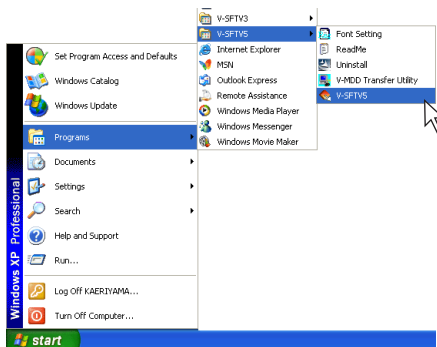 V-SFTV3
V-SFTV5
Internet Explorer
MSN
Outlook Express
Remote Assistance
Windows Media Player
Windows Messenger
Windows Movie Maker
Font Setting
ReadMe
Uninstall
V-MDD Transfer Utility
V-SFTV5
Set Program Access and Defaults
Windows Catalog
Windows Update
Programs
Documents
Settings
Search
Help and Support
Run...
Log Off KAERIYAMA...
Turn Off Computer...
Windows XP Professional
start